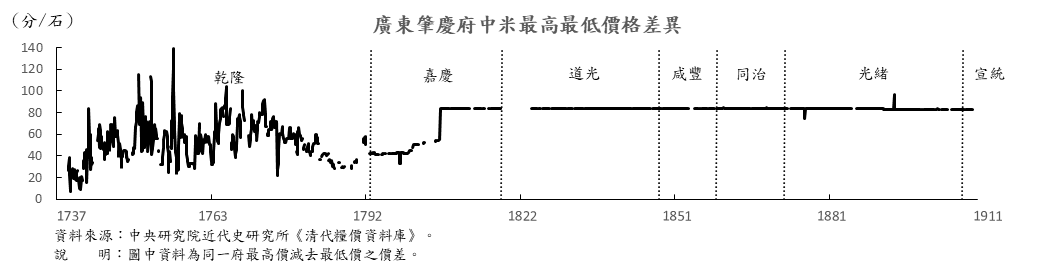 廣東肇慶府中米最高最低價格差異
(分/石)
140
120
100
80
60
40
20
0
乾隆 嘉慶 道光 咸豐 同治 光緒 宣統
1737 1763 1792 1822 1851 1881 1911
資料來源：中央研究院近代史研究所《清代糧價資料庫》。
說　　明：圖中資料為同一府最高價減去最低價之價差。